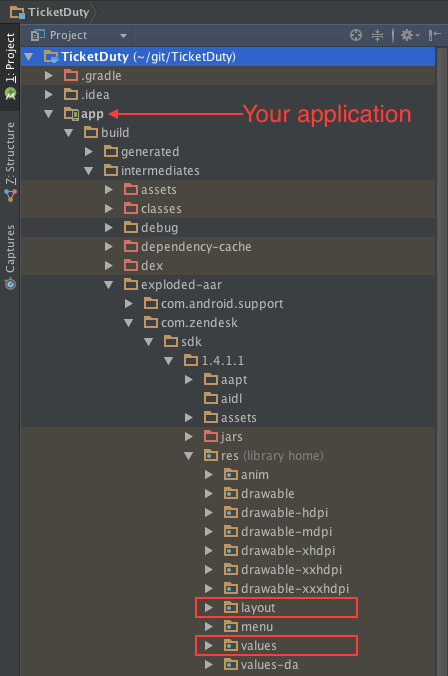 TicketDuty
Project
1: Project
Z: Structure
Captures
TicketDuty (~/git/TicketDuty)
.gradle
.idea
app
Your application
build
generated
intermediates
assets
classes
debug
dependency-cache
dex
exploded-aar
com.android.support
com.zendesk
sdk
1.4.1.1
aapt
aidl
assets
jars
res (library home)
anim
drawable
drawable-hdpi
drawable-mdpi
drawable-xhdpi
drawable-xxhdpi
drawable-xxxhdpi
layout
menu
values
values-da